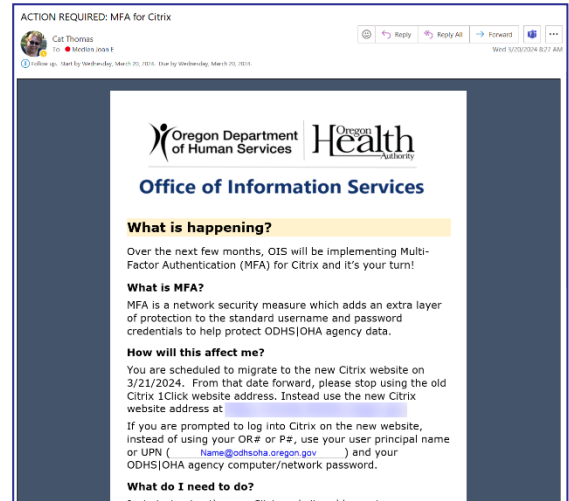 ACTION REQUIRED: MFA for Citrix
Cat Thomas
To Medien Joan E
Reply
Reply All
Forward
Wed 3/20/2024 8:27 AM
Follow up. Start by Wednesday, March 20, 2024. Due by Wednesday, March 20, 2024.
Oregon Department
of Human Services
Oregon
Health
Authority
Office of Information Services
What is happening?
Over the next few months, OIS will be implementing Multi-
Factor Authentication (MFA) for Citrix and it's your turn!
What is MFA?
MFA is a network security measure which adds an extra layer
of protection to the standard username and password
credentials to help protect ODHS|OHA agency data.
How will this affect me?
You are scheduled to migrate to the new Citrix website on
3/21/2024. From that date forward, please stop using the old
Citrix 1Click website address. Instead use the new Citrix
website address at
If you are prompted to log into Citrix on the new website,
instead of using your OR# or P#, use your user principal name
or UPN ( Name@odhsoha.oregon.gov ) and your
ODHS|OHA agency computer/network password.
What do I need to do?